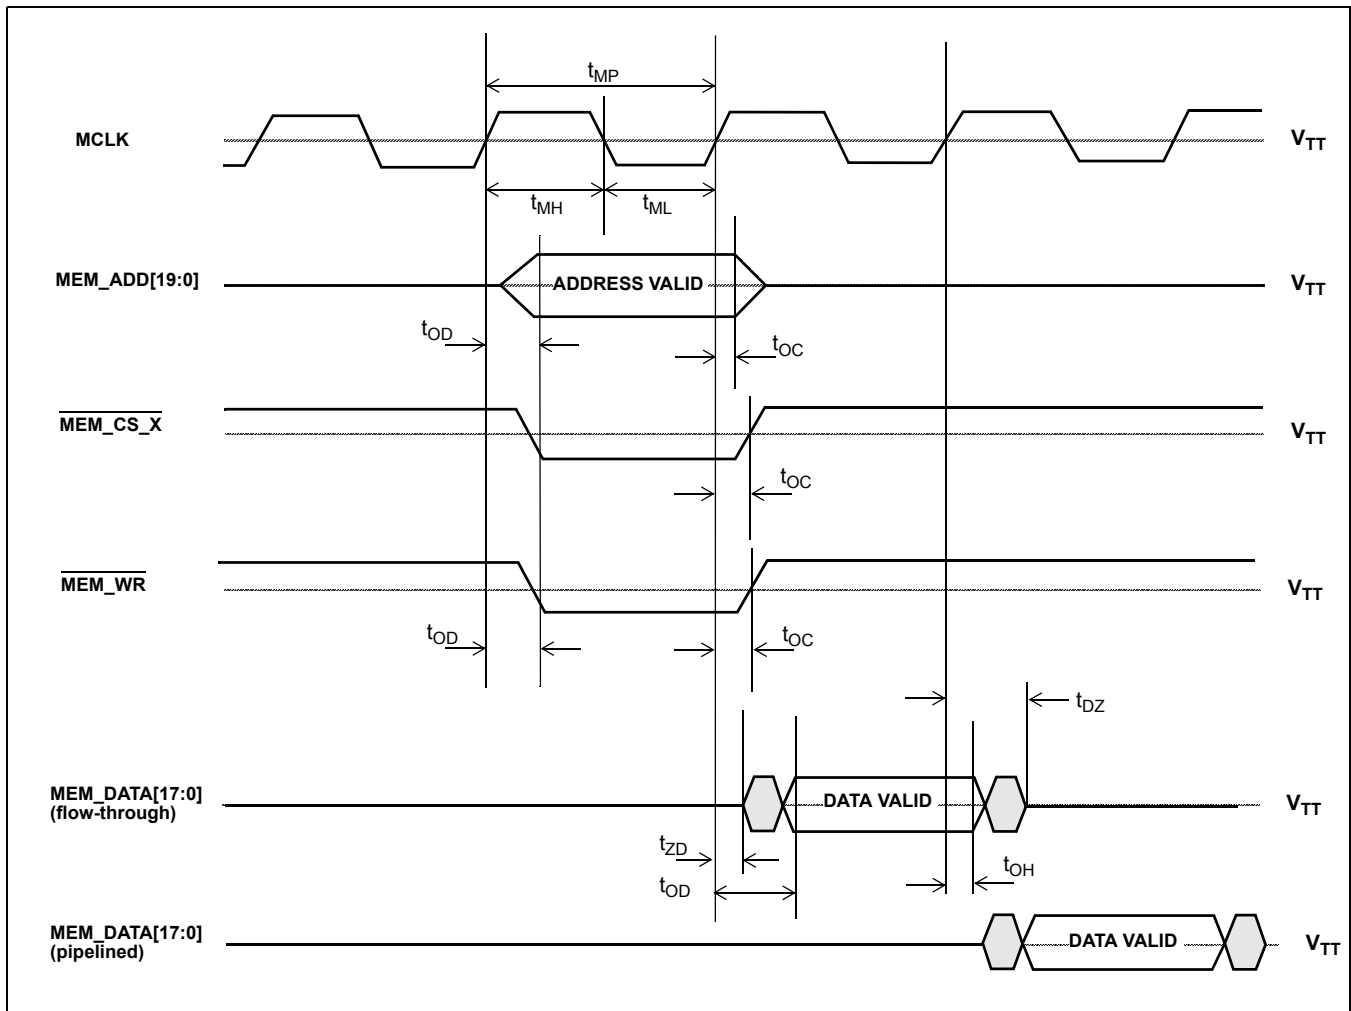 tMP
MCLK
VTT
tMH
tML
MEM_ADD[19:0]
ADDRESS VALID
VTT
tOD
tOC
MEM_CS_X
VTT
tOC
MEM_WR
VTT
tOD
tOC
tDZ
MEM_DATA[17:0]
(flow-through)
DATA VALID
VTT
tZD
tOH
tOD
MEM_DATA[17:0]
(pipelined)
DATA VALID
VTT